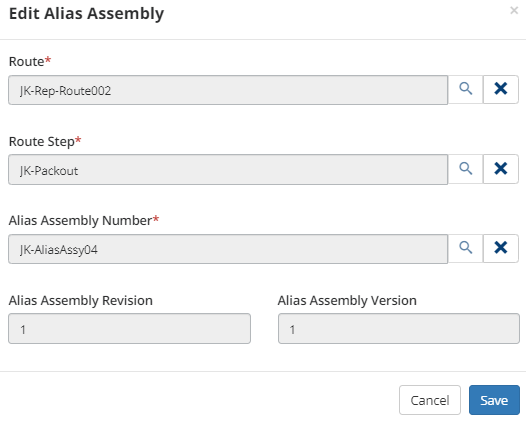 Edit Alias Assembly
×
Route*
JK-Rep-Route002
Route Step*
JK-Packout
Alias Assembly Number*
JK-AliasAssy04
Alias Assembly Revision Alias Assembly Version
1 1
Cancel Save